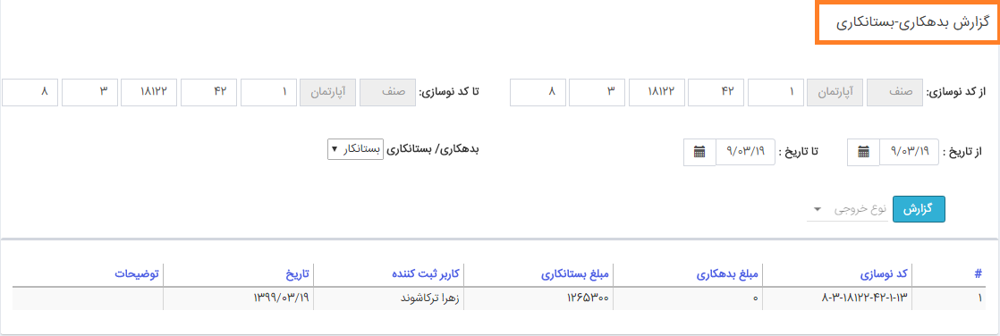 گزارش بدهکاری-بستانکاری
از کد نوسازی: صنف آپارتمان ۱ ۴۲ ۱۸۱۲۲ ۳ ۸ تا کد نوسازی: صنف آپارتمان ۱ ۴۲ ۱۸۱۲۲ ۳ ۸
از تاریخ : ۹/۰۳/۱۹ تا تاریخ : ۹/۰۳/۱۹ بدهکاری/ بستانکاری بستانکار
گزارش نوع خروجی
# کد نوسازی مبلغ بدهکاری مبلغ بستانکاری کاربر ثبت کننده تاریخ توضیحات
۱ ۸-۳-۱۸۱۲۲-۴۲-۱-۱۳ ۰ ۱۲۶۵۳۰۰ زهرا ترکاشوند ۱۳۹۹/۰۳/۱۹